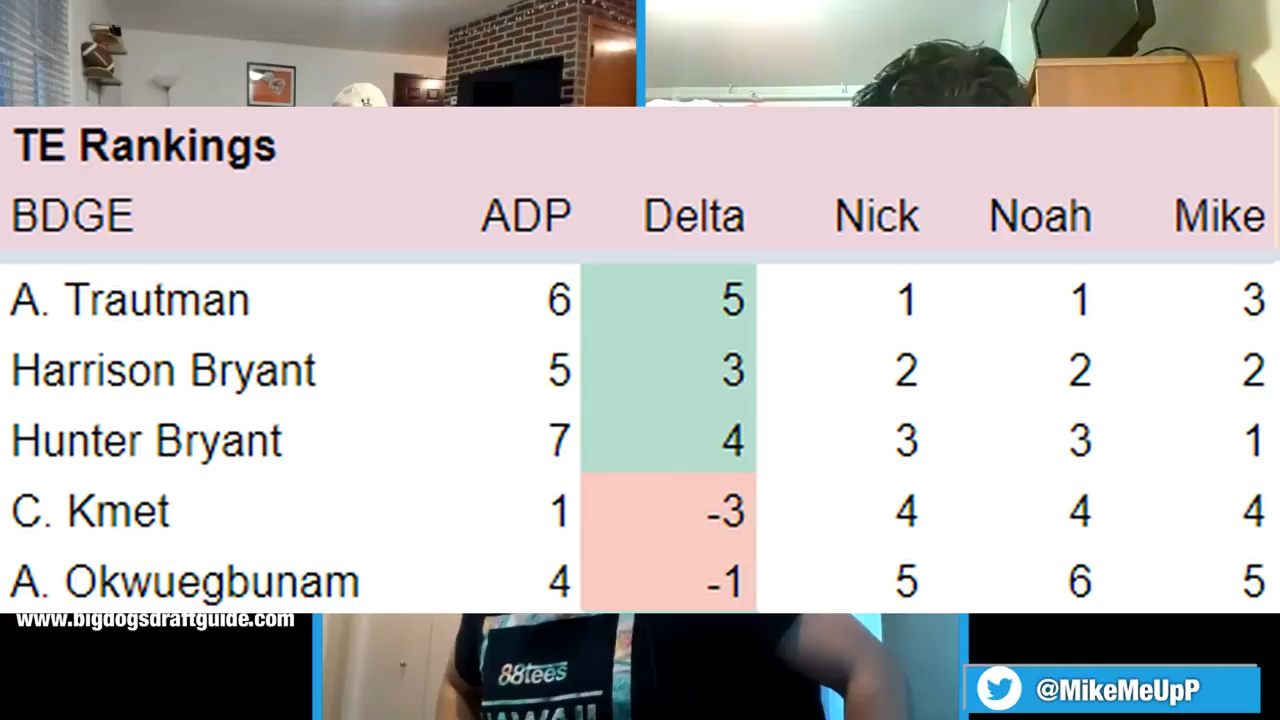 TE Rankings
BDGE ADP Delta Nick Noah Mike
A. Trautman 6 5 1 1 3
Harrison Bryant 5 3 2 2 2
Hunter Bryant 7 4 3 3 1
C. Kmet 1 -3 4 4 4
A. Okwuegbunam 4 -1 5 6 5
www.bigdogsdraftguide.com
88tees
HAWAII
@MikeMeUpP